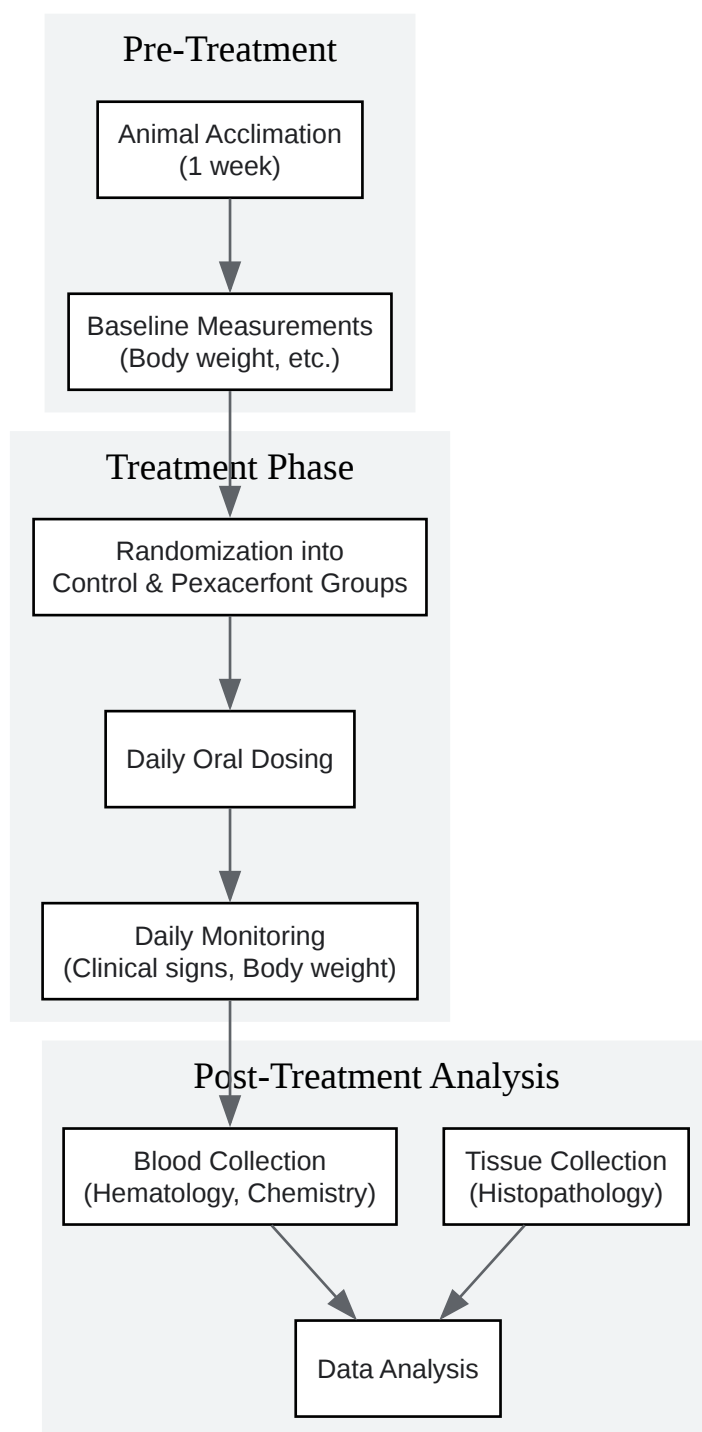 Pre-Treatment
Animal Acclimation
(1 week)
Baseline Measurements
(Body weight, etc.)
Treatment Phase
Randomization into
Control & Pexacerfont Groups
Daily Oral Dosing
Daily Monitoring
(Clinical signs, Body weight)
Post-Treatment Analysis
Blood Collection
(Hematology, Chemistry)
Tissue Collection
(Histopathology)
Data Analysis